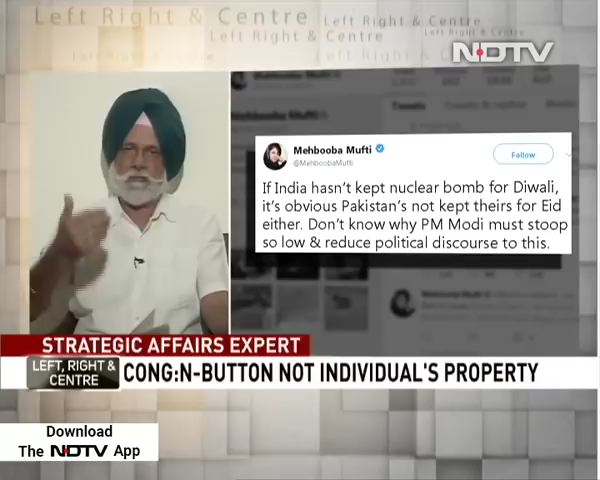 Left Right & Centre
Left Right & Centre
Left Right & Centre
NDTV
Mehbooba Mufti
@MehboobaMufti
Follow
If India hasn't kept nuclear bomb for Diwali,
it's obvious Pakistan's not kept theirs for Eid
either. Don't know why PM Modi must stoop
so low & reduce political discourse to this.
STRATEGIC AFFAIRS EXPERT
LEFT, RIGHT &
CENTRE
CONG:N-BUTTON NOT INDIVIDUAL'S PROPERTY
Download
The NDTV App